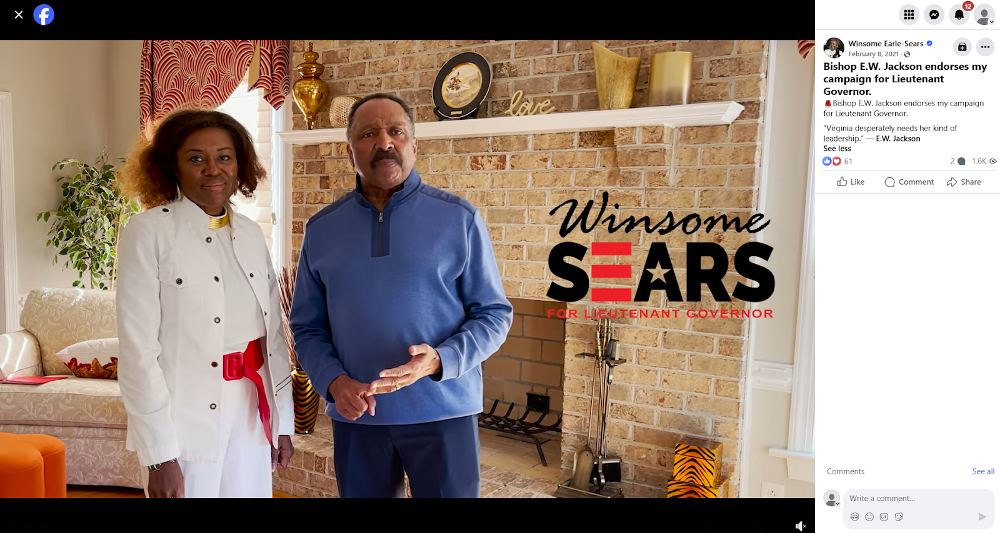 love
Winsome
SEARS
FOR LIEUTENANT GOVERNOR
12
Winsome Earle-Sears
February 8, 2021 ·
Bishop E.W. Jackson endorses my
campaign for Lieutenant
Governor.
Bishop E.W. Jackson endorses my campaign
for Lieutenant Governor.
“Virginia desperately needs her kind of
leadership.” — E.W. Jackson
See less
61
2
1.6K
Like
Comment
Share
Comments
See all
Write a comment...
GIF